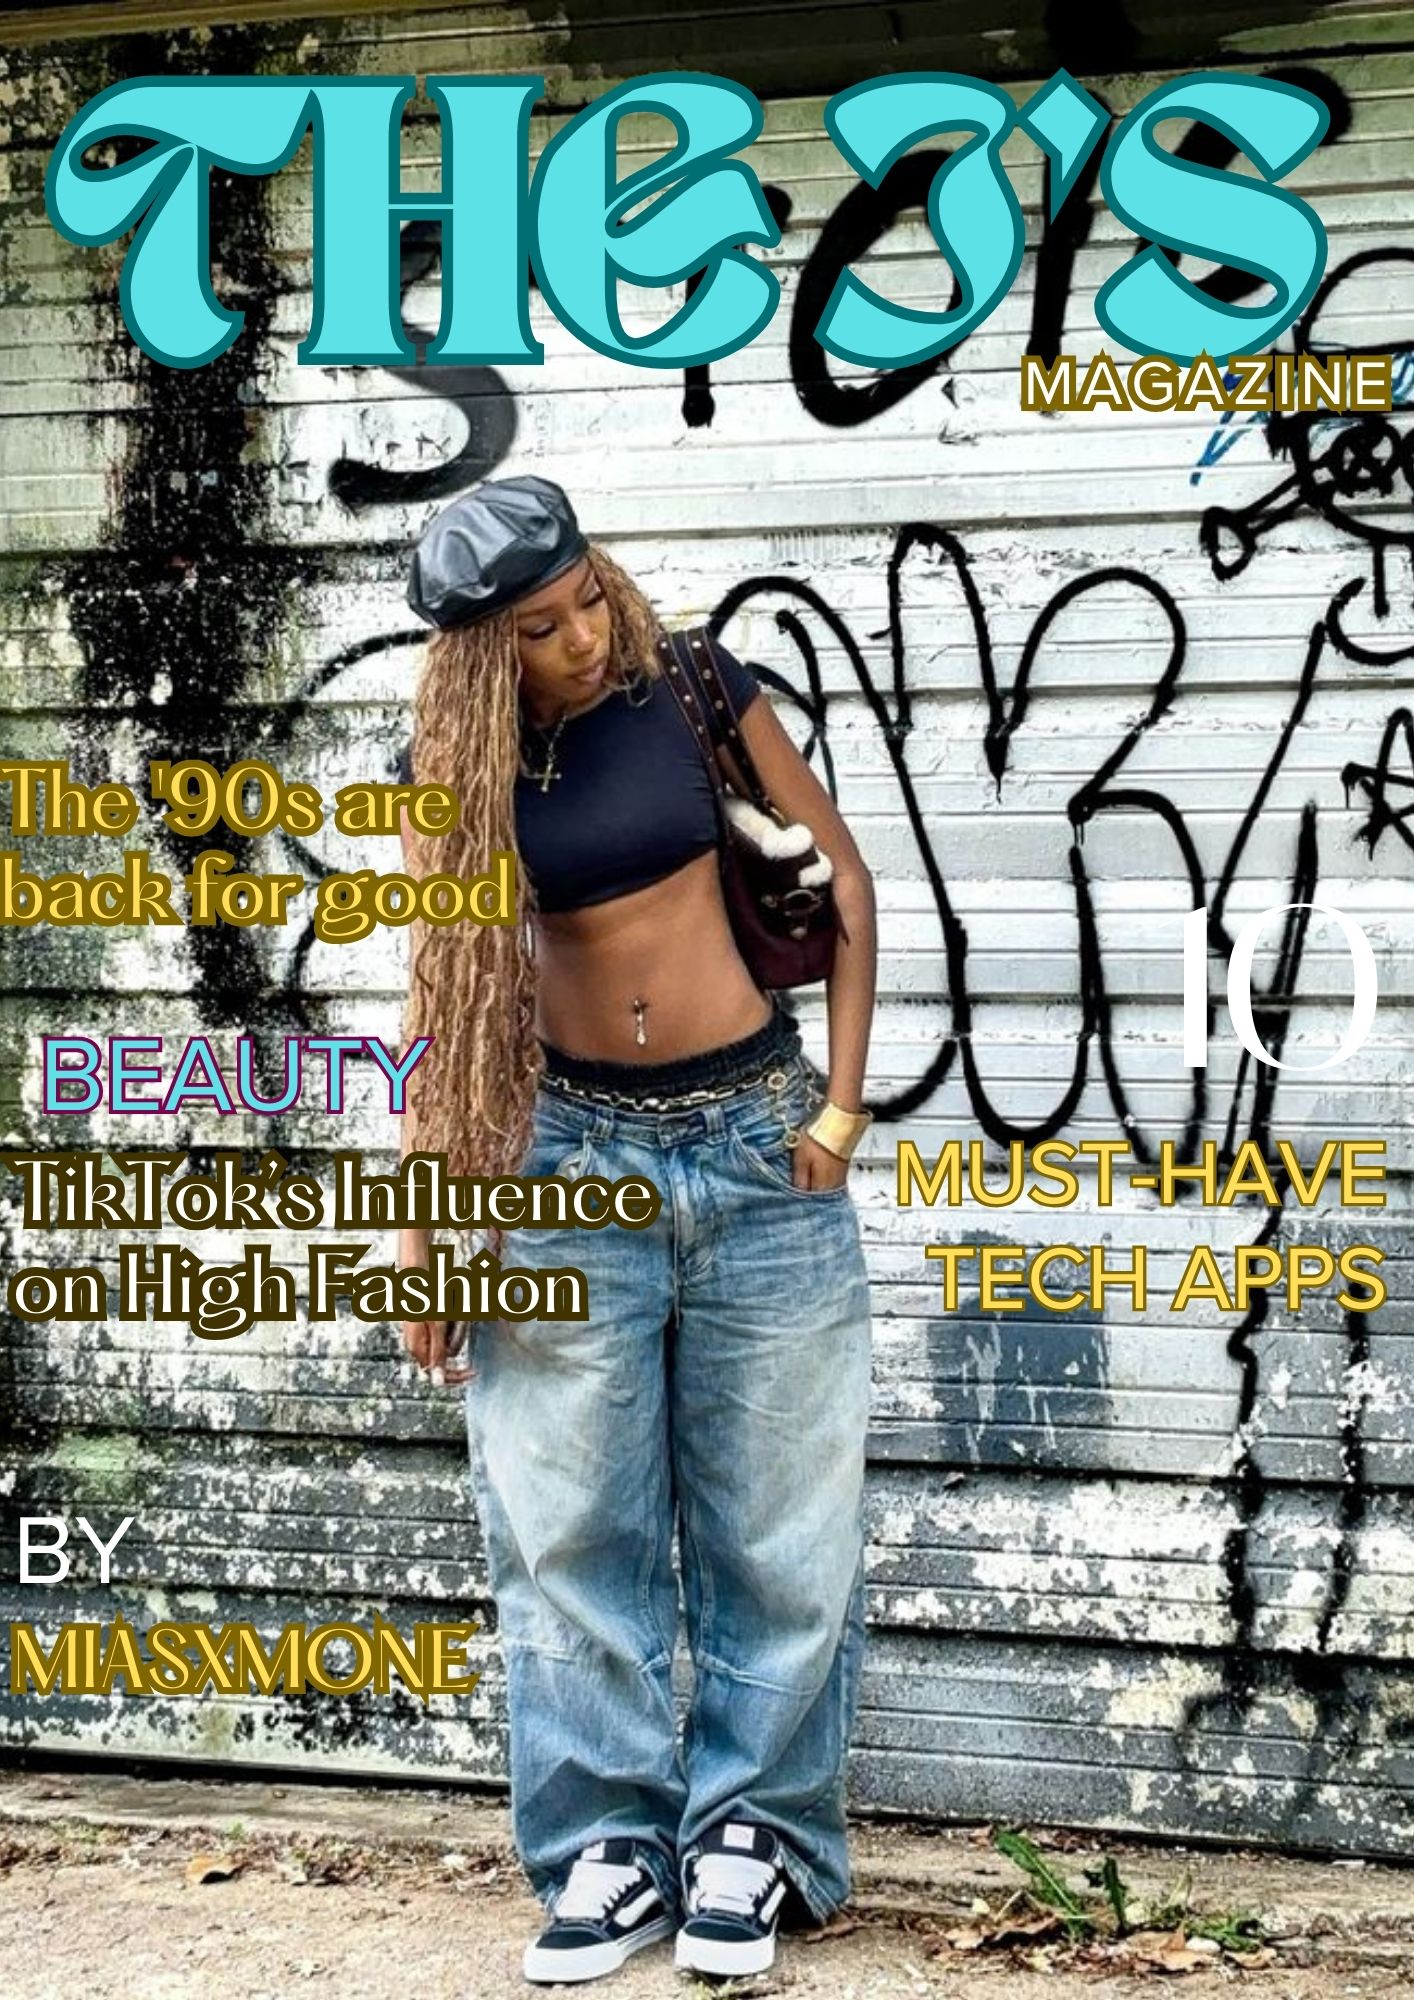 THE J'S
MAGAZINE
The '90s are
back for good
BEAUTY
TikTok's Influence
on High Fashion
10
MUST-HAVE
TECH APPS
BY
MIASXMONE